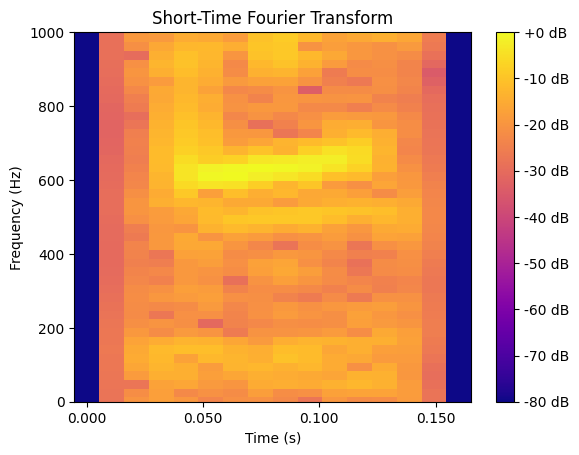 Short-Time Fourier Transform
1000
800
600
400
200
0
Frequency (Hz)
0.000
0.050
0.100
0.150
Time (s)
+0 dB
-10 dB
-20 dB
-30 dB
-40 dB
-50 dB
-60 dB
-70 dB
-80 dB